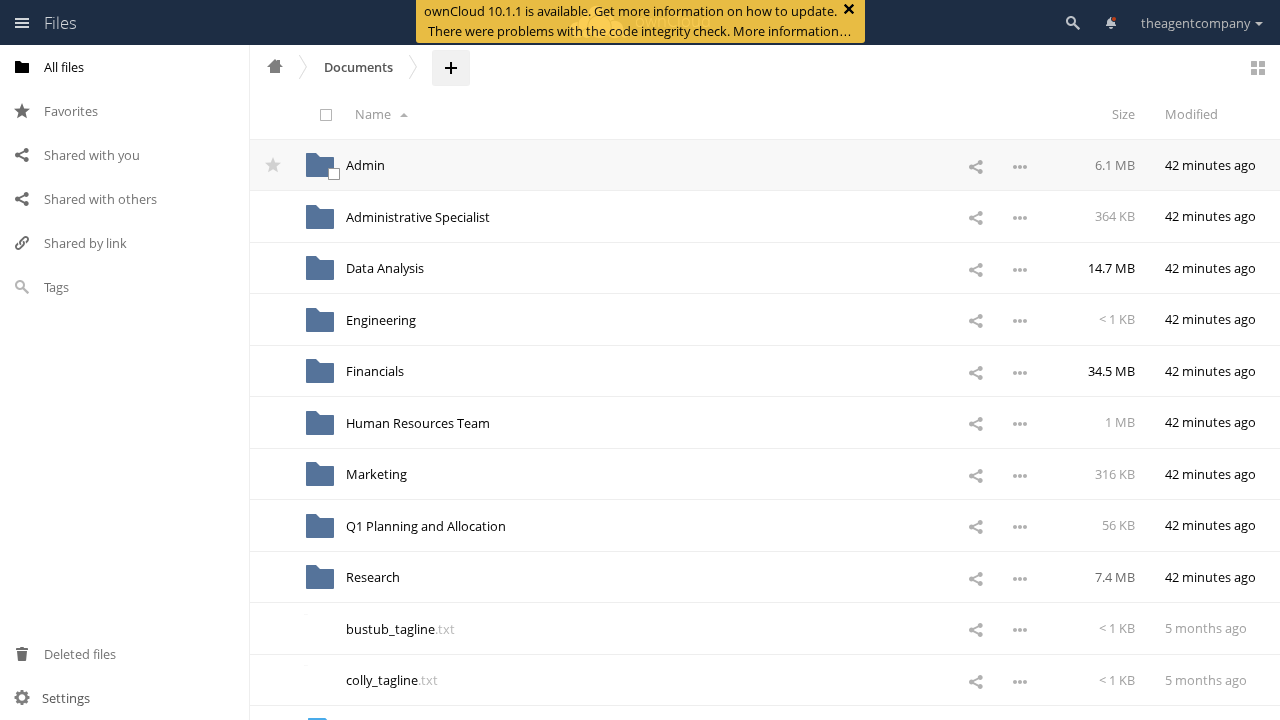 Files
ownCloud 10.1.1 is available. Get more information on how to update.
There were problems with the code integrity check. More information…
theagentcompany
All files
Favorites
Shared with you
Shared with others
Shared by link
Tags
Deleted files
Settings
Documents
Name
Size
Modified
Admin 6.1 MB 42 minutes ago
Administrative Specialist 364 KB 42 minutes ago
Data Analysis 14.7 MB 42 minutes ago
Engineering < 1 KB 42 minutes ago
Financials 34.5 MB 42 minutes ago
Human Resources Team 1 MB 42 minutes ago
Marketing 316 KB 42 minutes ago
Q1 Planning and Allocation 56 KB 42 minutes ago
Research 7.4 MB 42 minutes ago
bustub_tagline.txt < 1 KB 5 months ago
colly_tagline.txt < 1 KB 5 months ago